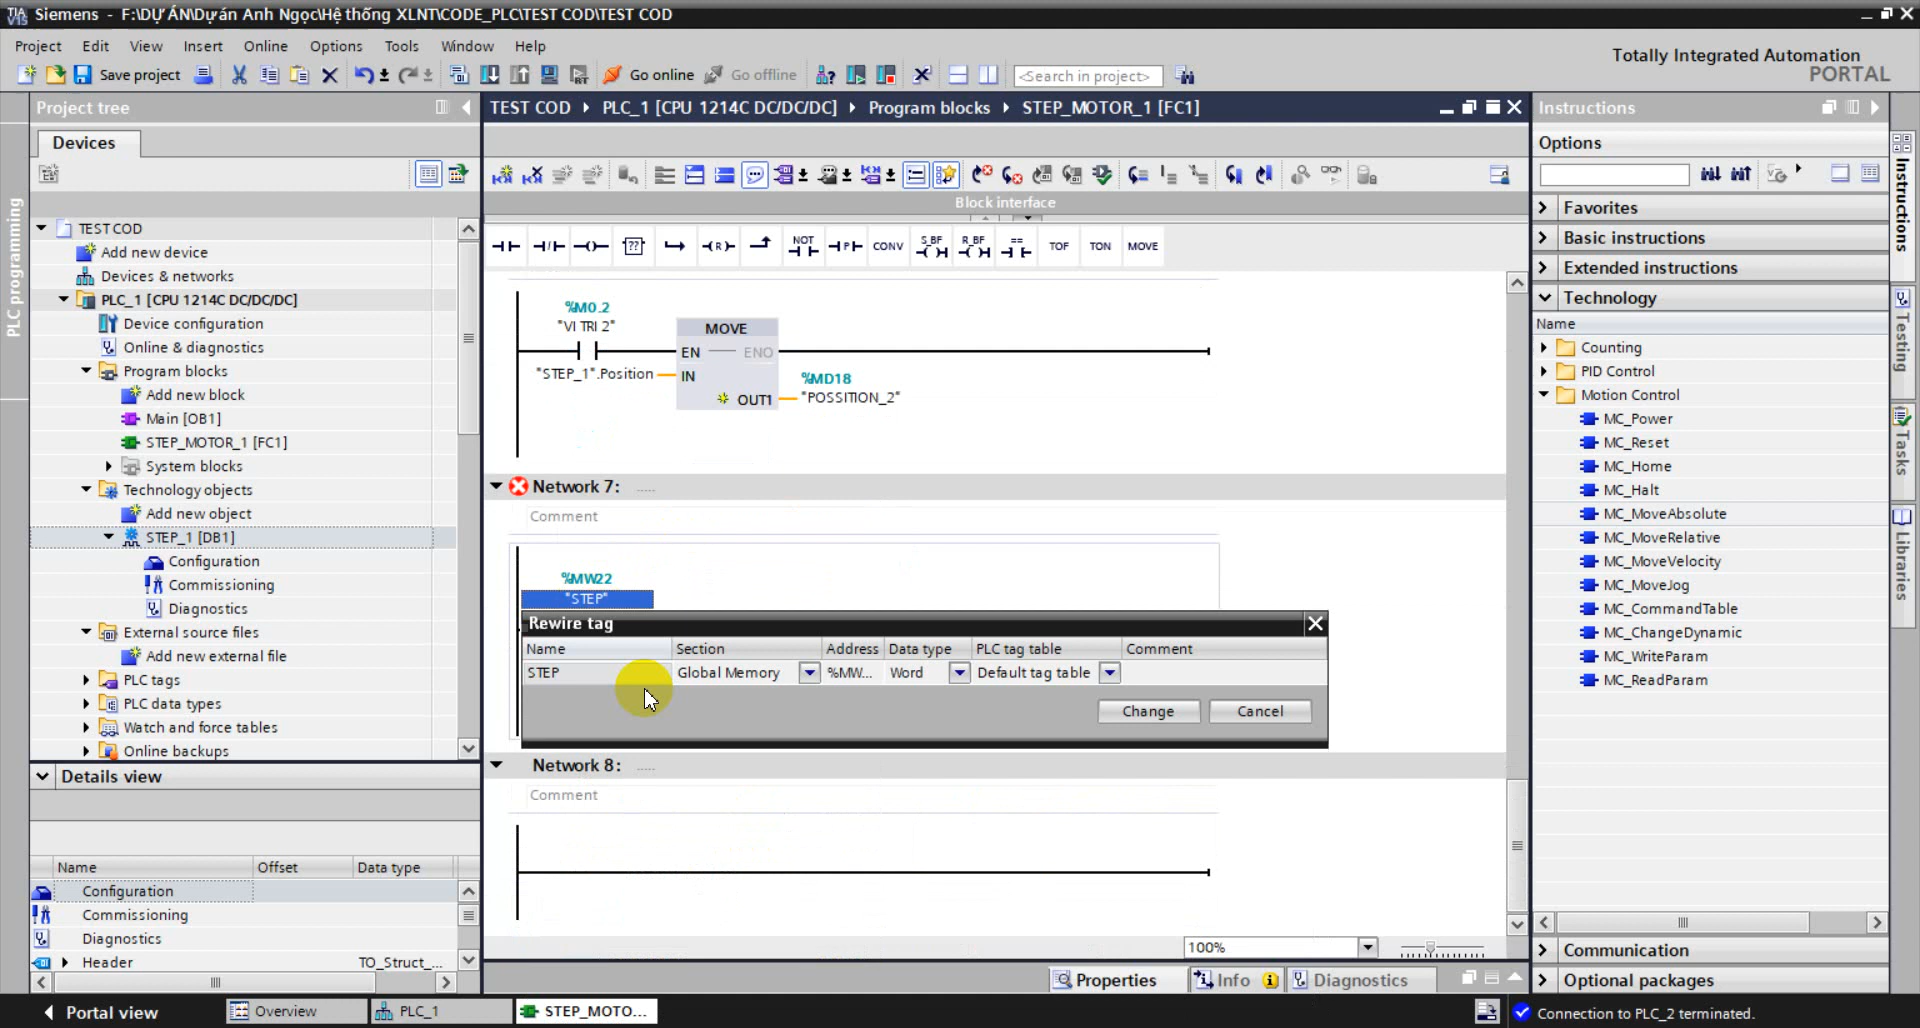 Siemens - F:\DỰ ÁN\Dự án Anh Ngọc\Hệ thống XLNT\CODE_PLC\TEST COD\TEST COD
Project Edit View Insert Online Options Tools Window Help
Totally Integrated Automation
PORTAL
Save project
Go online
Go offline
<Search in project>
Project tree
TEST COD
PLC_1 [CPU 1214C DC/DC/DC]
Program blocks
STEP_MOTOR_1 [FC1]
Instructions
Devices
Options
PLC programming
Block interface
TEST COD
Add new device
Devices & networks
PLC_1 [CPU 1214C DC/DC/DC]
Device configuration
Online & diagnostics
Program blocks
Add new block
Main [OB1]
STEP_MOTOR_1 [FC1]
System blocks
Technology objects
Add new object
STEP_1 [DB1]
Configuration
Commissioning
Diagnostics
External source files
Add new external file
PLC tags
PLC data types
Watch and force tables
Online backups
Details view
Name Offset Data type
Configuration
Commissioning
Diagnostics
Header TO_Struct_...
??
(R)
NOT
P
CONV
S_BF
R_BF
==
TOF
TON
MOVE
%M0.2
"VI TRI 2"
MOVE
EN ENO
"STEP_1".Position IN
%MD18
OUT1 "POSSITION_2"
Network 7: .....
Comment
%MW22
"STEP"
Rewire tag
Name Section Address Data type PLC tag table Comment
STEP Global Memory %MW... Word Default tag table
Change Cancel
Network 8: .....
Comment
100%
Properties Info Diagnostics
Favorites
Basic instructions
Extended instructions
Technology
Name
Counting
PID Control
Motion Control
MC_Power
MC_Reset
MC_Home
MC_Halt
MC_MoveAbsolute
MC_MoveRelative
MC_MoveVelocity
MC_MoveJog
MC_CommandTable
MC_ChangeDynamic
MC_WriteParam
MC_ReadParam
Communication
Optional packages
Instructions
Testing
Tasks
Libraries
Portal view
Overview
PLC_1
STEP_MOTO...
Connection to PLC_2 terminated.